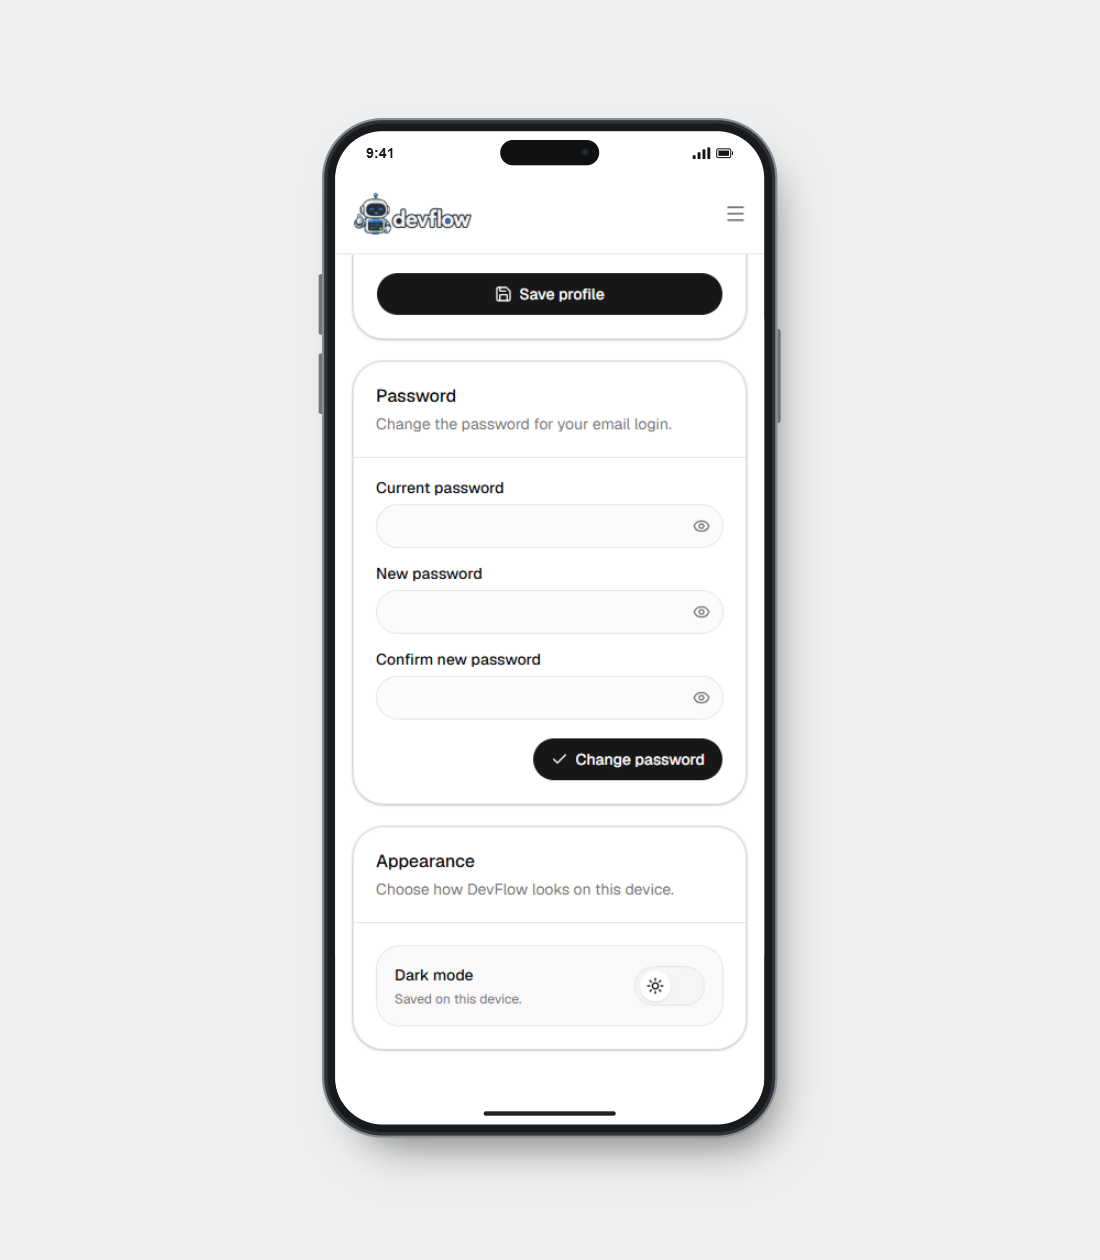 9:41
devflow
Save profile
Password
Change the password for your email login.
Current password
New password
Confirm new password
Change password
Appearance
Choose how DevFlow looks on this device.
Dark mode
Saved on this device.